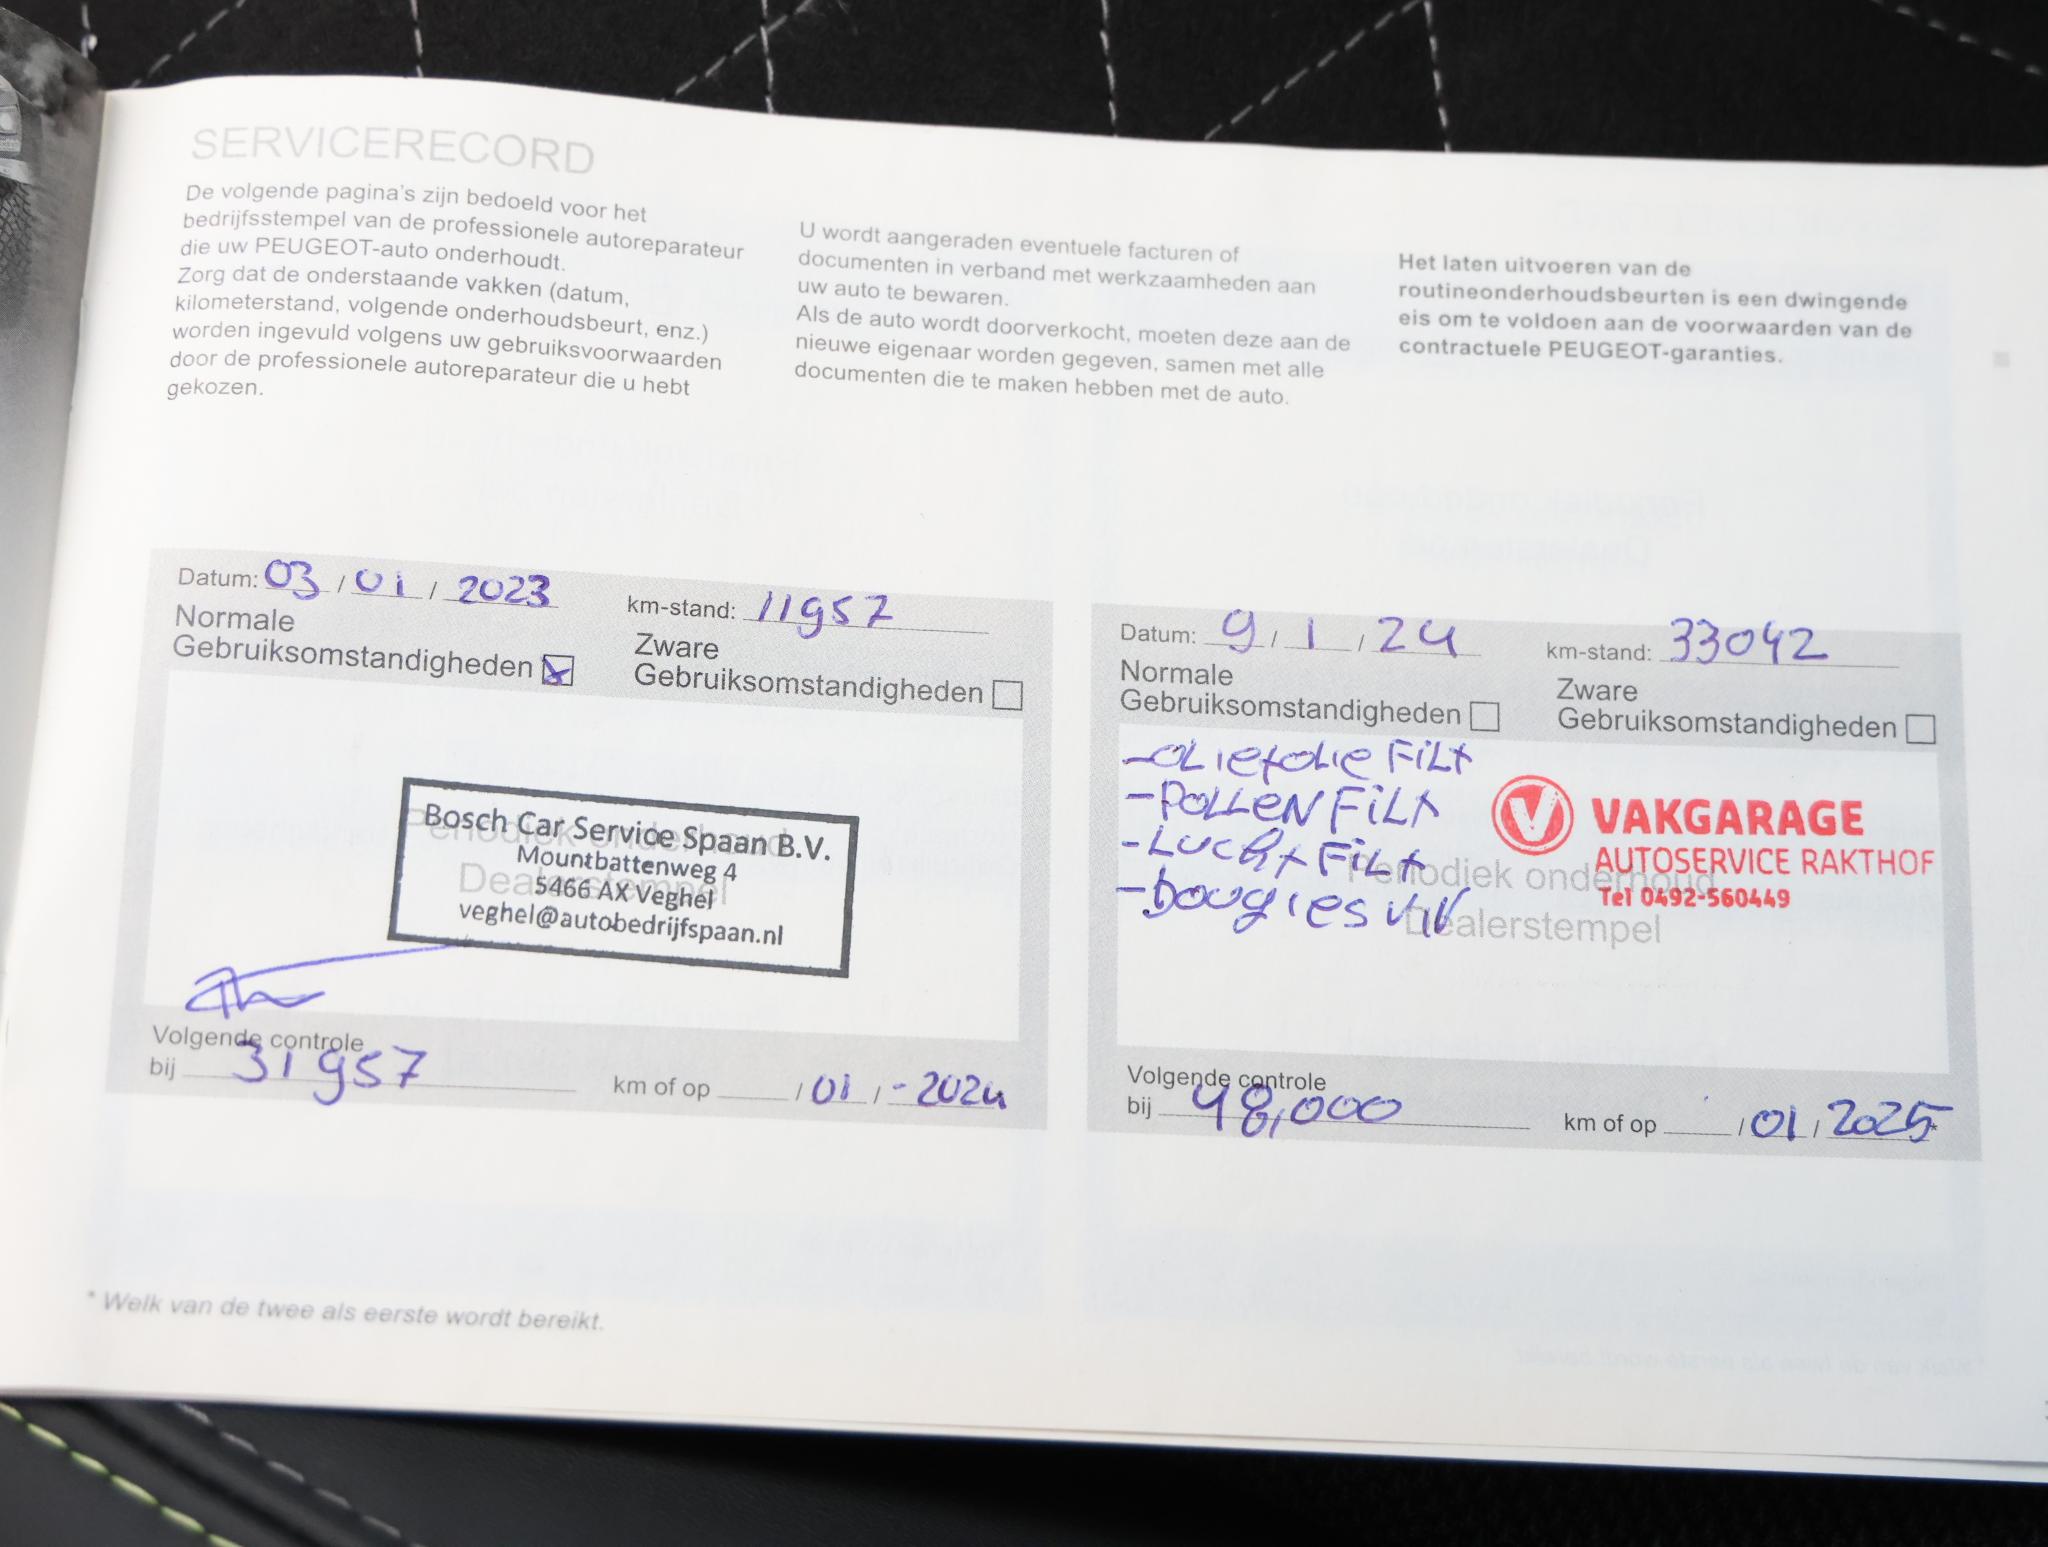 SERVICERECORD
De volgende pagina's zijn bedoeld voor het
bedrijfsstempel van de professionele autoreparateur
die uw PEUGEOT-auto onderhoudt.
Zorg dat de onderstaande vakken (datum,
kilometerstand, volgende onderhoudsbeurt, enz.)
worden ingevuld volgens uw gebruiksvoorwaarden
door de professionele autoreparateur die u hebt
gekozen.
U wordt aangeraden eventuele facturen of
documenten in verband met werkzaamheden aan
uw auto te bewaren.
Als de auto wordt doorverkocht, moeten deze aan de
nieuwe eigenaar worden gegeven, samen met alle
documenten die te maken hebben met de auto.
Het laten uitvoeren van de
routineonderhoudsbeurten is een dwingende
eis om te voldoen aan de voorwaarden van de
contractuele PEUGEOT-garanties.
Datum: 03 / 01 / 2023 km-stand: 11957
Normale
Gebruiksomstandigheden
Zware
Gebruiksomstandigheden
Periodiek onderhoud
Dealerstempel
Bosch Car Service Spaan B.V.
Mountbattenweg 4
5466 AX Veghel
veghel@autobedrijfspaan.nl
Volgende controle
bij 31957 km of op / 01 / - 2024
Datum: 9 / 1 / 24 km-stand: 33042
Normale
Gebruiksomstandigheden
Zware
Gebruiksomstandigheden
- OLIE+OLIE FILT
- POLLEN FILT
- LUCHT FILT
- BOUGIES
VAKGARAGE
AUTOSERVICE RAKTHOF
Tel 0492-560449
Periodiek onderhoud
Dealerstempel
Volgende controle
bij 48,000 km of op / 01 / 2025 *
* Welk van de twee als eerste wordt bereikt.